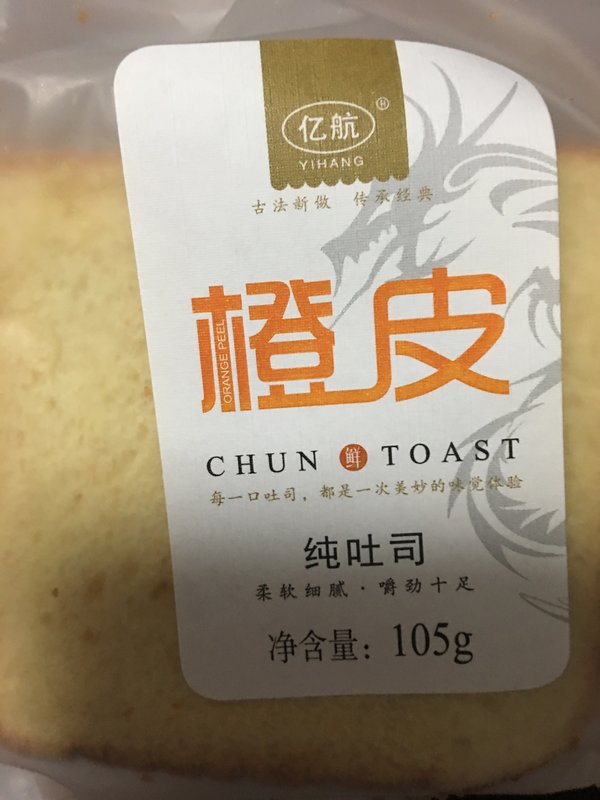 亿航
YIHANG
古法新做 传承经典
橙皮
ORANGE PEEL
CHUN 鲜 TOAST
每一口吐司，都是一次美妙的味觉体验
纯吐司
柔软细腻·嚼劲十足
净含量：105g